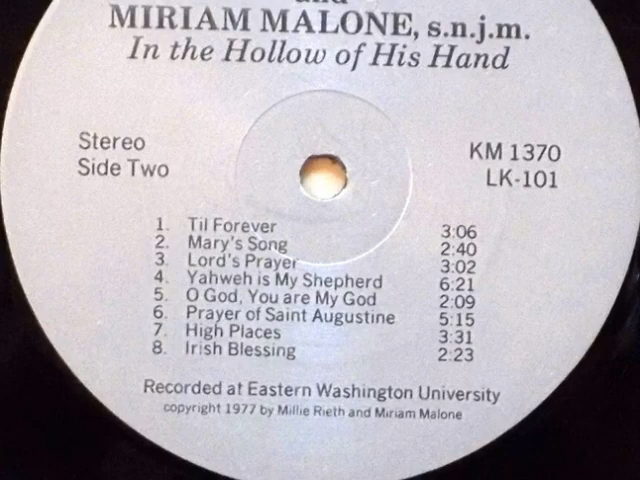 and
MIRIAM MALONE, s.n.j.m.
In the Hollow of His Hand
Stereo
Side Two
KM 1370
LK-101
1. Til Forever 3:06
2. Mary's Song 2:40
3. Lord's Prayer 3:02
4. Yahweh is My Shepherd 6:21
5. O God, You are My God 2:09
6. Prayer of Saint Augustine 5:15
7. High Places 3:31
8. Irish Blessing 2:23
Recorded at Eastern Washington University
copyright 1977 by Millie Rieth and Miriam Malone